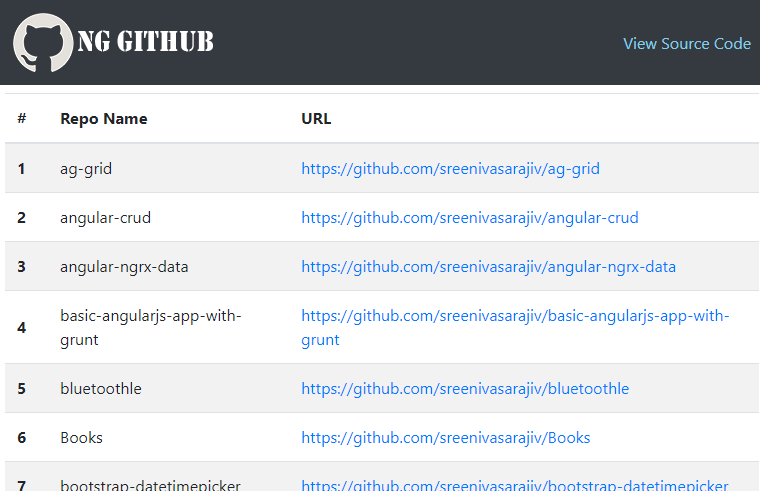 NG GITHUB View Source Code
# Repo Name URL
1 ag-grid https://github.com/sreenivasarajiv/ag-grid
2 angular-crud https://github.com/sreenivasarajiv/angular-crud
3 angular-ngrx-data https://github.com/sreenivasarajiv/angular-ngrx-data
4 basic-angularjs-app-with- https://github.com/sreenivasarajiv/basic-angularjs-app-with-
grunt grunt
5 bluetoothle https://github.com/sreenivasarajiv/bluetoothle
6 Books https://github.com/sreenivasarajiv/Books
7 bootstrap-datetimepicker https://github.com/sreenivasarajiv/bootstrap-datetimepicker